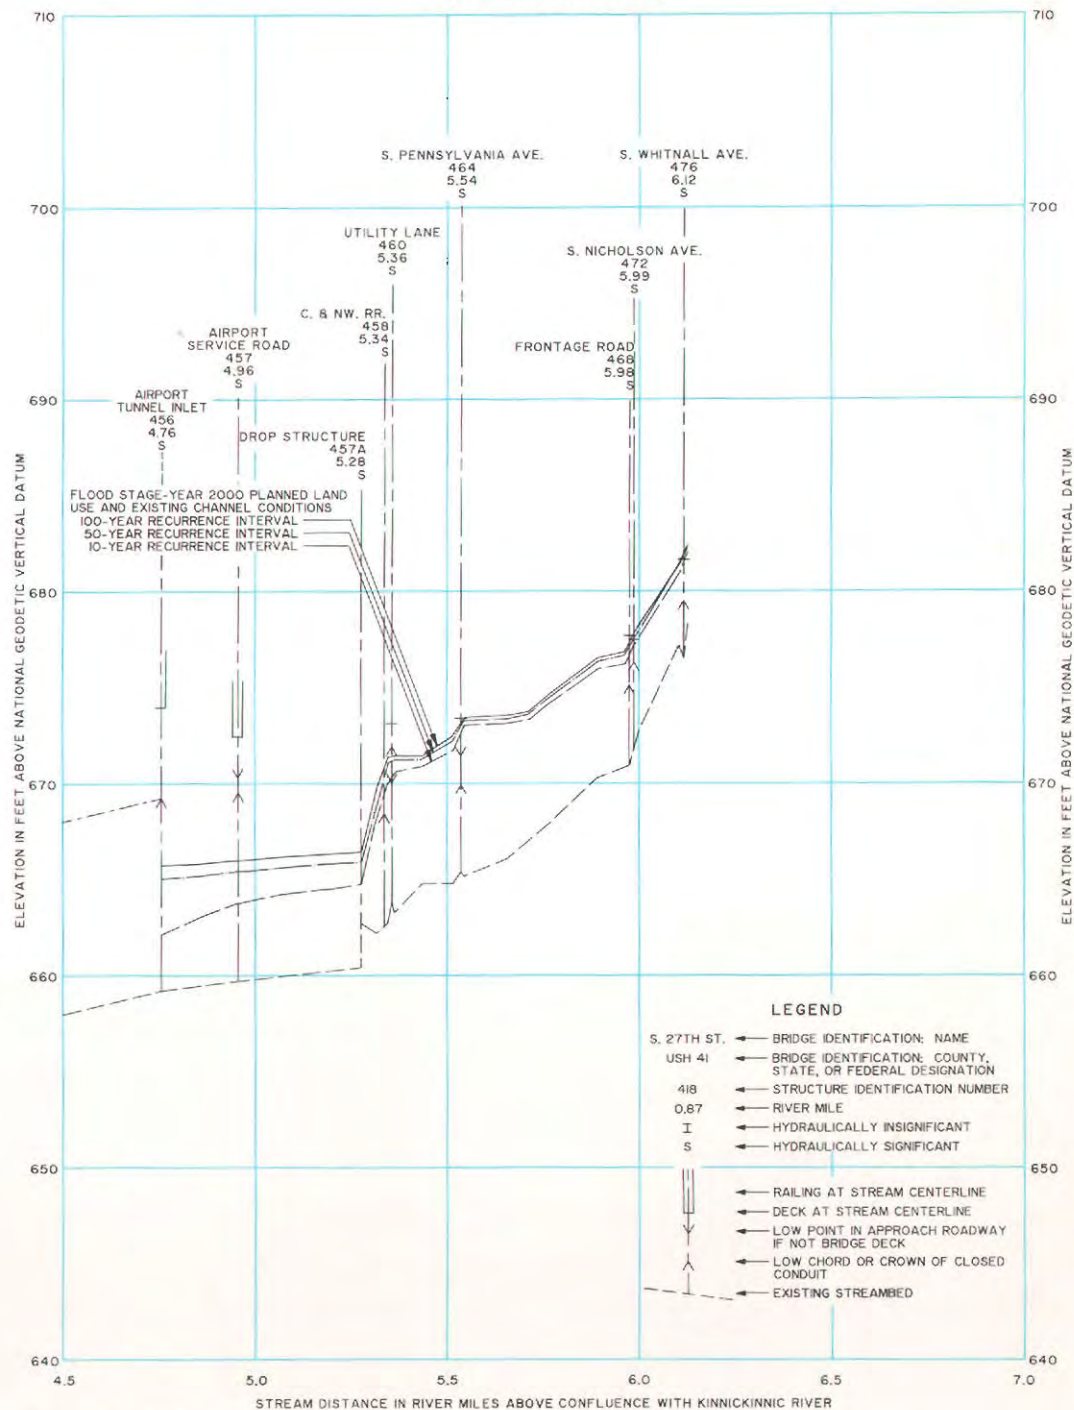 710
710
S. PENNSYLVANIA AVE.
464
5.54
S
S. WHITNALL AVE.
476
6.12
S
700
700
UTILITY LANE
460
5.36
S
S. NICHOLSON AVE.
472
5.99
S
C. & NW. RR.
458
5.34
S
AIRPORT
SERVICE ROAD
457
4.96
S
FRONTAGE ROAD
468
5.98
S
690
690
AIRPORT
TUNNEL INLET
456
4.76
S
DROP STRUCTURE
457A
5.28
S
FLOOD STAGE-YEAR 2000 PLANNED LAND
USE AND EXISTING CHANNEL CONDITIONS
100-YEAR RECURRENCE INTERVAL
50-YEAR RECURRENCE INTERVAL
10-YEAR RECURRENCE INTERVAL
ELEVATION IN FEET ABOVE NATIONAL GEODETIC VERTICAL DATUM
ELEVATION IN FEET ABOVE NATIONAL GEODETIC VERTICAL DATUM
680
680
670
670
660
660
LEGEND
S. 27TH ST.
BRIDGE IDENTIFICATION: NAME
USH 41
BRIDGE IDENTIFICATION: COUNTY,
STATE, OR FEDERAL DESIGNATION
418
STRUCTURE IDENTIFICATION NUMBER
0.87
RIVER MILE
I
HYDRAULICALLY INSIGNIFICANT
S
HYDRAULICALLY SIGNIFICANT
650
650
RAILING AT STREAM CENTERLINE
DECK AT STREAM CENTERLINE
LOW POINT IN APPROACH ROADWAY
IF NOT BRIDGE DECK
LOW CHORD OR CROWN OF CLOSED
CONDUIT
EXISTING STREAMBED
640
640
4.5
5.0
5.5
6.0
6.5
7.0
STREAM DISTANCE IN RIVER MILES ABOVE CONFLUENCE WITH KINNICKINNIC RIVER